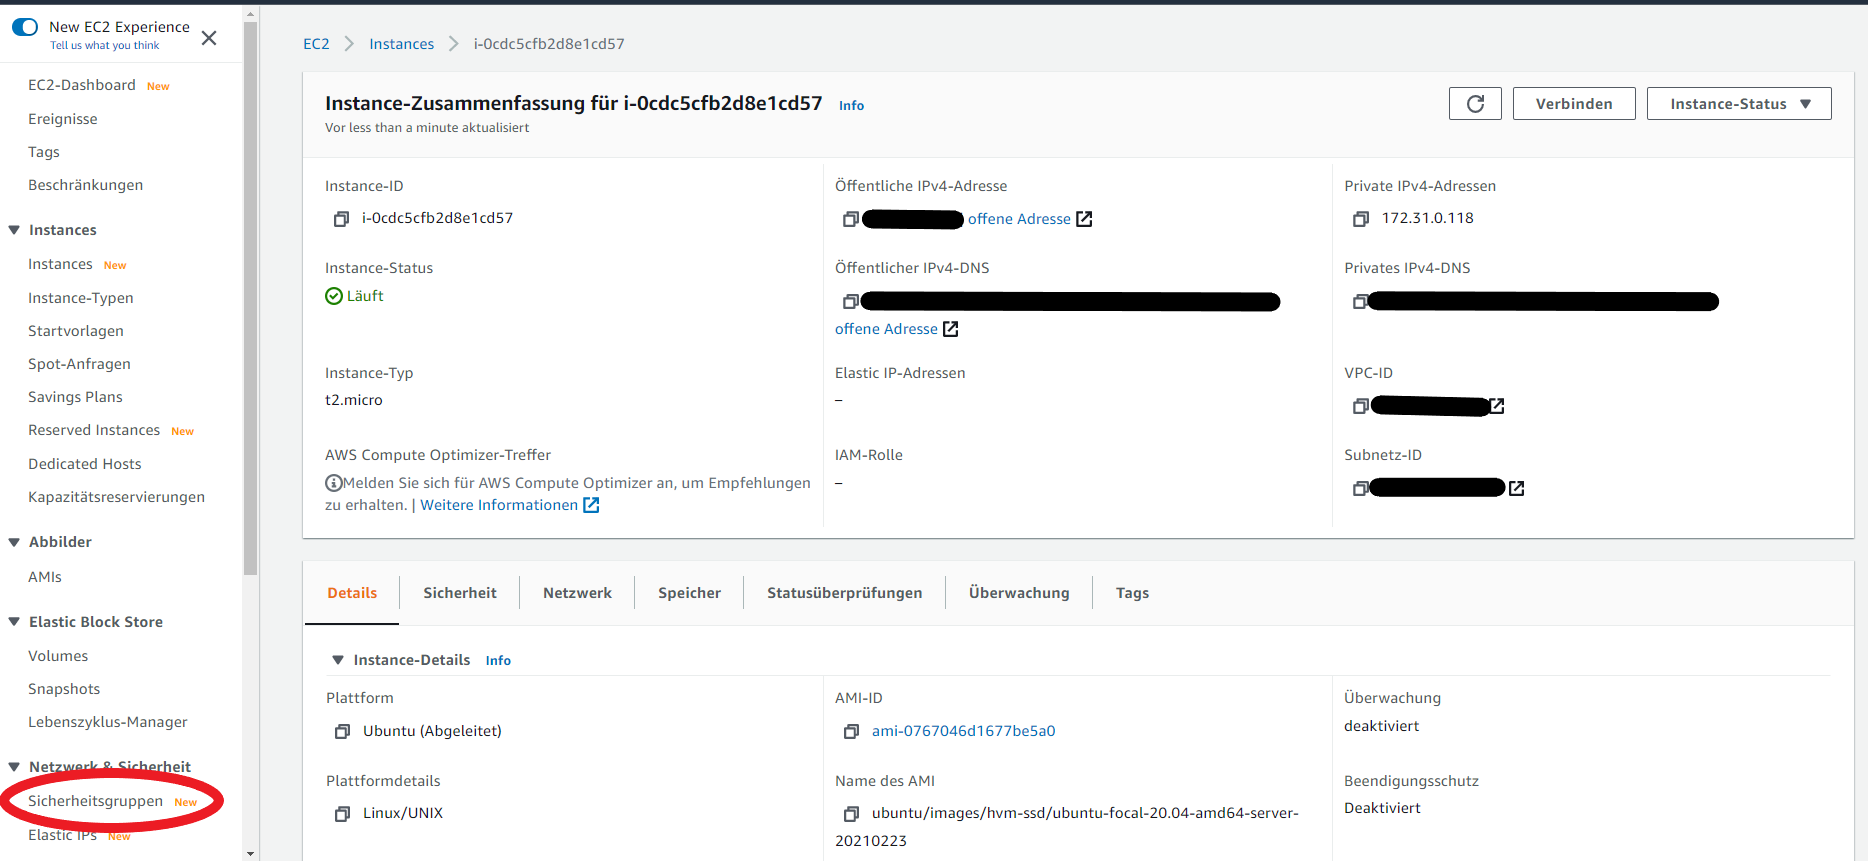 New EC2 Experience
Tell us what you think
EC2-Dashboard New
Ereignisse
Tags
Beschränkungen
Instances
Instances New
Instance-Typen
Startvorlagen
Spot-Anfragen
Savings Plans
Reserved Instances New
Dedicated Hosts
Kapazitätsreservierungen
Abbilder
AMIs
Elastic Block Store
Volumes
Snapshots
Lebenszyklus-Manager
Netzwerk & Sicherheit
Sicherheitsgruppen New
Elastic IPs New
EC2 > Instances > i-0cdc5cfb2d8e1cd57
Instance-Zusammenfassung für i-0cdc5cfb2d8e1cd57 Info
Vor less than a minute aktualisiert
Verbinden
Instance-Status
Instance-ID
i-0cdc5cfb2d8e1cd57
Öffentliche IPv4-Adresse
offene Adresse
Private IPv4-Adressen
172.31.0.118
Instance-Status
Läuft
Öffentlicher IPv4-DNS
offene Adresse
Privates IPv4-DNS
Instance-Typ
t2.micro
Elastic IP-Adressen
–
VPC-ID
AWS Compute Optimizer-Treffer
Melden Sie sich für AWS Compute Optimizer an, um Empfehlungen
zu erhalten. | Weitere Informationen
IAM-Rolle
–
Subnetz-ID
Details
Sicherheit
Netzwerk
Speicher
Statusüberprüfungen
Überwachung
Tags
Instance-Details Info
Plattform
Ubuntu (Abgeleitet)
AMI-ID
ami-0767046d1677be5a0
Überwachung
deaktiviert
Plattformdetails
Linux/UNIX
Name des AMI
ubuntu/images/hvm-ssd/ubuntu-focal-20.04-amd64-server-
20210223
Beendigungsschutz
Deaktiviert